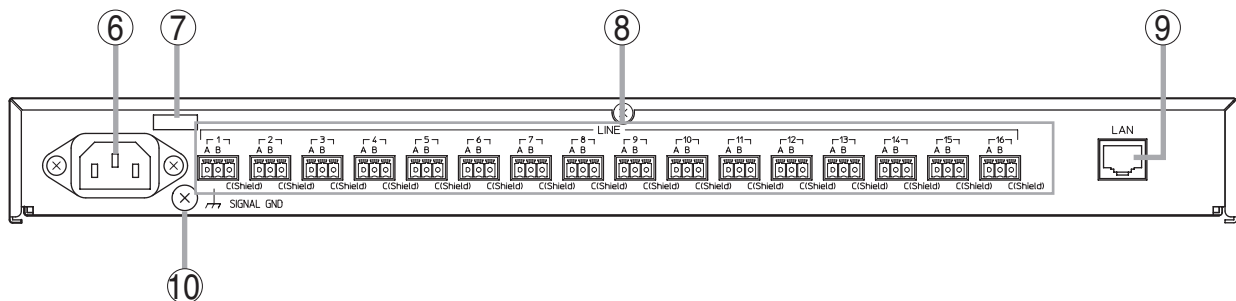 6 7 8 9
LINE
1 2 3 4 5 6 7 8 9 10 11 12 13 14 15 16
A B A B A B A B A B A B A B A B A B A B A B A B A B A B A B A B
LAN
C(Shield) C(Shield) C(Shield) C(Shield) C(Shield) C(Shield) C(Shield) C(Shield) C(Shield) C(Shield) C(Shield) C(Shield) C(Shield) C(Shield) C(Shield) C(Shield)
SIGNAL GND
10